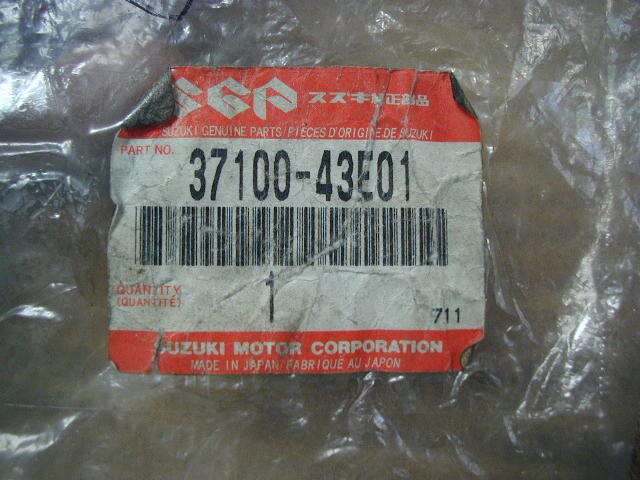 SGP スズキ純正部品
SUZUKI GENUINE PARTS/PIÈCES D'ORIGINE DE SUZUKI
PART NO. 37100-43E01
QUANTITY
(QUANTITÉ) 1 711
SUZUKI MOTOR CORPORATION
MADE IN JAPAN/FABRIQUÉ AU JAPON